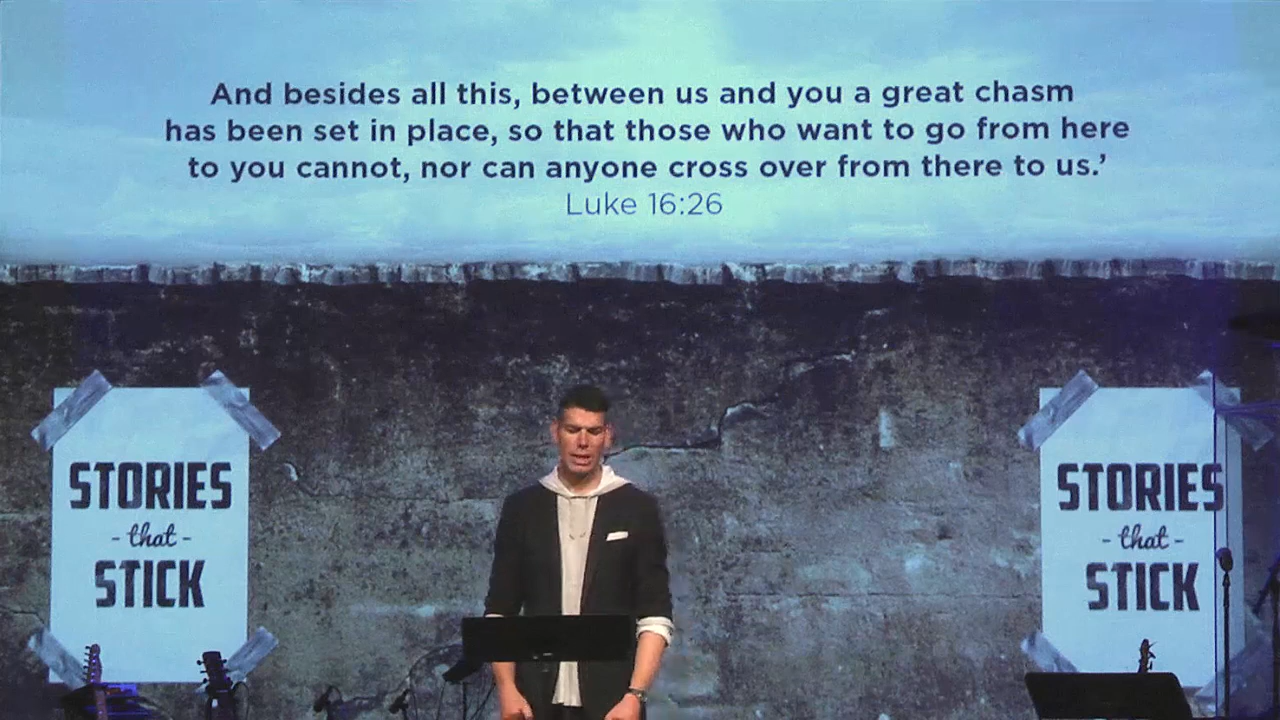 And besides all this, between us and you a great chasm
has been set in place, so that those who want to go from here
to you cannot, nor can anyone cross over from there to us.’
Luke 16:26
STORIES
- that -
STICK
STORIES
- that -
STICK